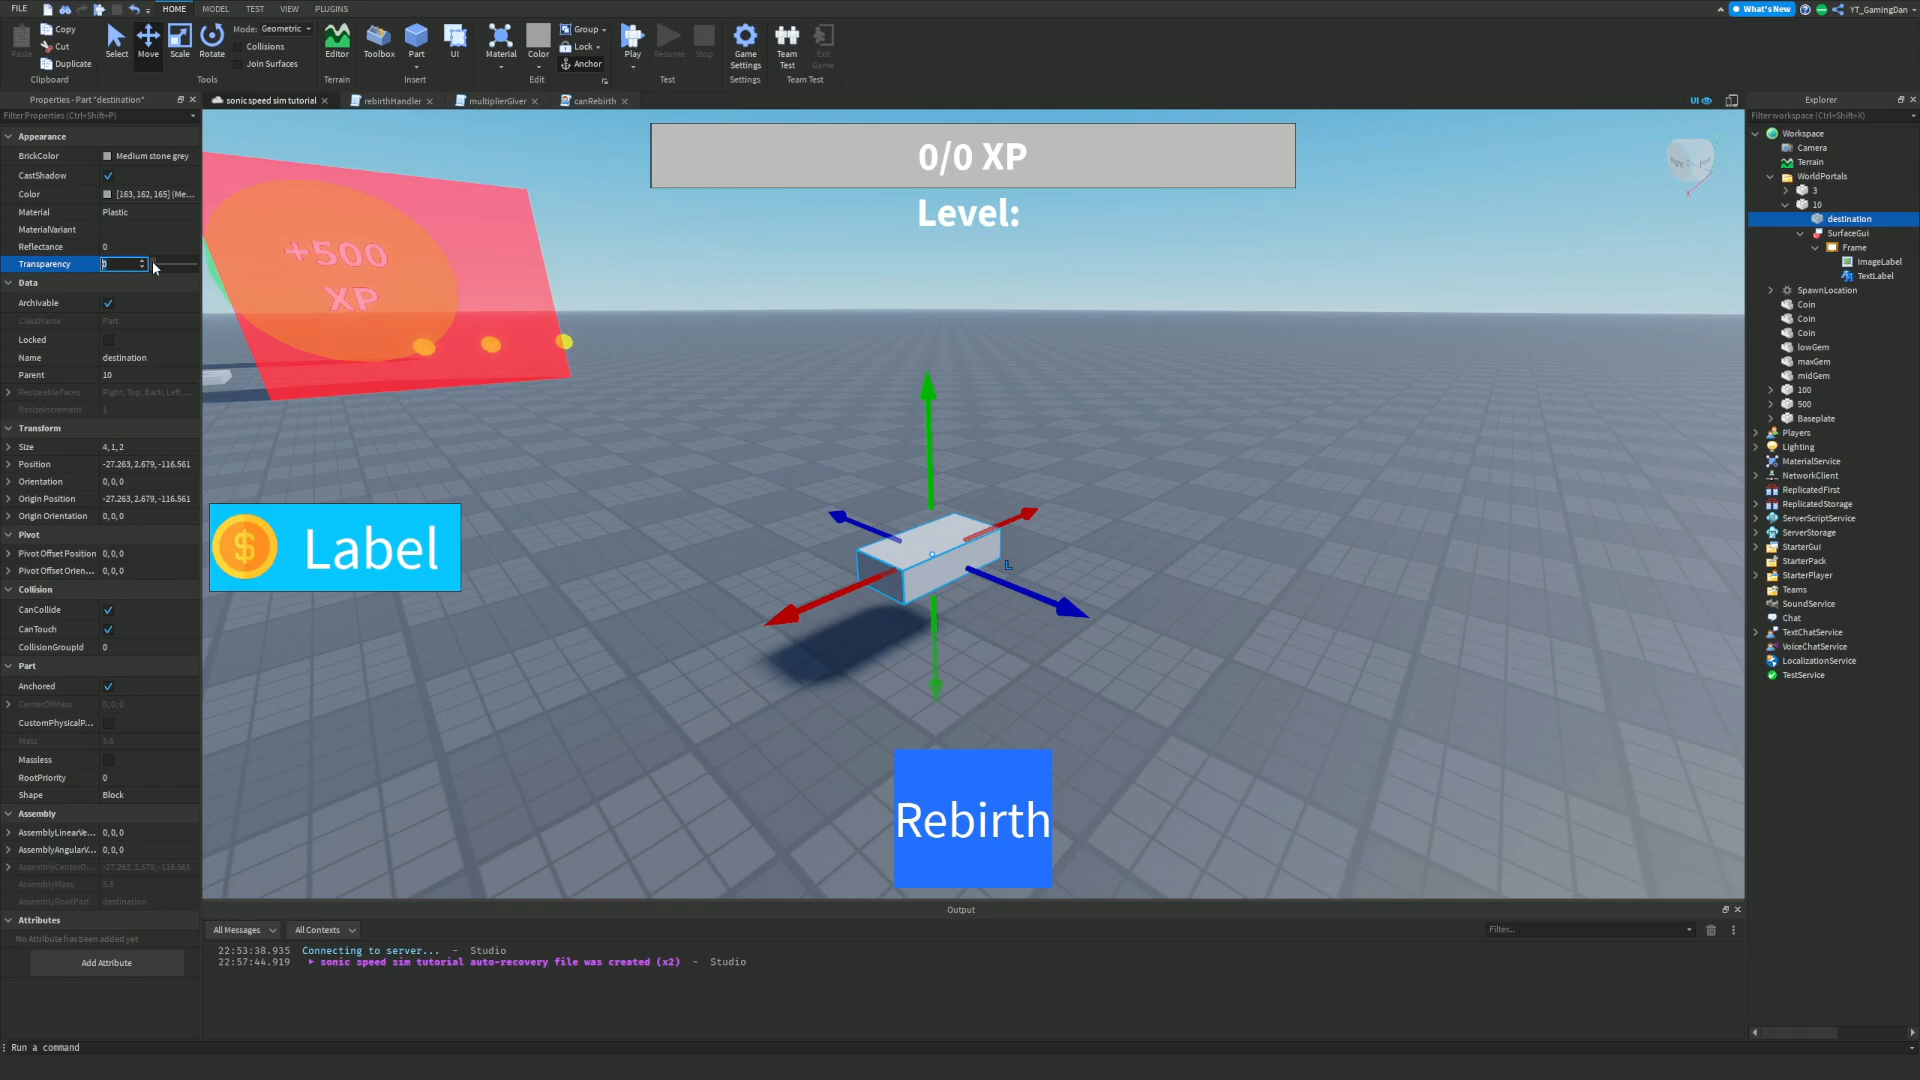 FILE HOME MODEL TEST VIEW PLUGINS What's New YT_GamingDan
Paste Copy Cut Duplicate Select Move Scale Rotate Mode: Geometric Collisions Join Surfaces Editor Toolbox Part UI Material Color Group Lock Anchor Play Resume Stop Game Settings Team Test Exit Game
Clipboard Tools Terrain Insert Edit Test Settings Team Test
Properties - Part "destination" sonic speed sim tutorial rebirthHandler multiplierGiver canRebirth UI Explorer
Filter Properties (Ctrl+Shift+P)
Appearance
BrickColor Medium stone grey
CastShadow
Color [163, 162, 165] (Me...
Material Plastic
MaterialVariant
Reflectance 0
Transparency 0
Data
Archivable
ClassName Part
Locked
Name destination
Parent 10
ResizeableFaces Right, Top, Back, Left, ...
ResizeIncrement 1
Transform
Size 4, 1, 2
Position -27.263, 2.679, -116.561
Orientation 0, 0, 0
Origin Position -27.263, 2.679, -116.561
Origin Orientation 0, 0, 0
Pivot
Pivot Offset Position 0, 0, 0
Pivot Offset Orien... 0, 0, 0
Collision
CanCollide
CanTouch
CollisionGroupId 0
Part
Anchored
CenterOfMass 0, 0, 0
CustomPhysicalP...
Mass 5.6
Massless
RootPriority 0
Shape Block
Assembly
AssemblyLinearVe... 0, 0, 0
AssemblyAngularV... 0, 0, 0
AssemblyCenterO... -27.263, 2.679, -116.561
AssemblyMass 5.6
AssemblyRootPart destination
Attributes
No Attribute has been added yet
Add Attribute
0/0 XP
Level:
+500
XP
$ Label
L
Rebirth
Right
Filter workspace (Ctrl+Shift+X)
Workspace
Camera
Terrain
WorldPortals
3
10
destination
SurfaceGui
Frame
ImageLabel
TextLabel
SpawnLocation
Coin
Coin
Coin
lowGem
maxGem
midGem
100
500
Baseplate
Players
Lighting
MaterialService
NetworkClient
ReplicatedFirst
ReplicatedStorage
ServerScriptService
ServerStorage
StarterGui
StarterPack
StarterPlayer
Teams
SoundService
Chat
TextChatService
VoiceChatService
LocalizationService
TestService
Output
All Messages All Contexts Filter...
22:53:38.935 Connecting to server... - Studio
22:57:44.919 sonic speed sim tutorial auto-recovery file was created (x2) - Studio
Run a command